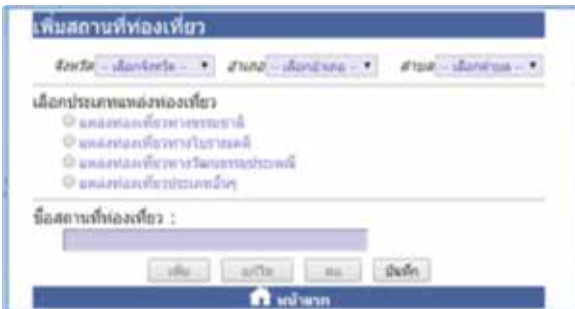 เพิ่มสถานที่ท่องเที่ยว
จังหวัด -- เลือกจังหวัด -- อำเภอ -- เลือกอำเภอ -- ตำบล -- เลือกตำบล --
เลือกประเภทแหล่งท่องเที่ยว
แหล่งท่องเที่ยวทางธรรมชาติ
แหล่งท่องเที่ยวทางโบราณคดี
แหล่งท่องเที่ยวทางวัฒนธรรมประเพณี
แหล่งท่องเที่ยวประเภทอื่นๆ
ชื่อสถานที่ท่องเที่ยว :
เพิ่ม แก้ไข ลบ บันทึก
หน้าแรก